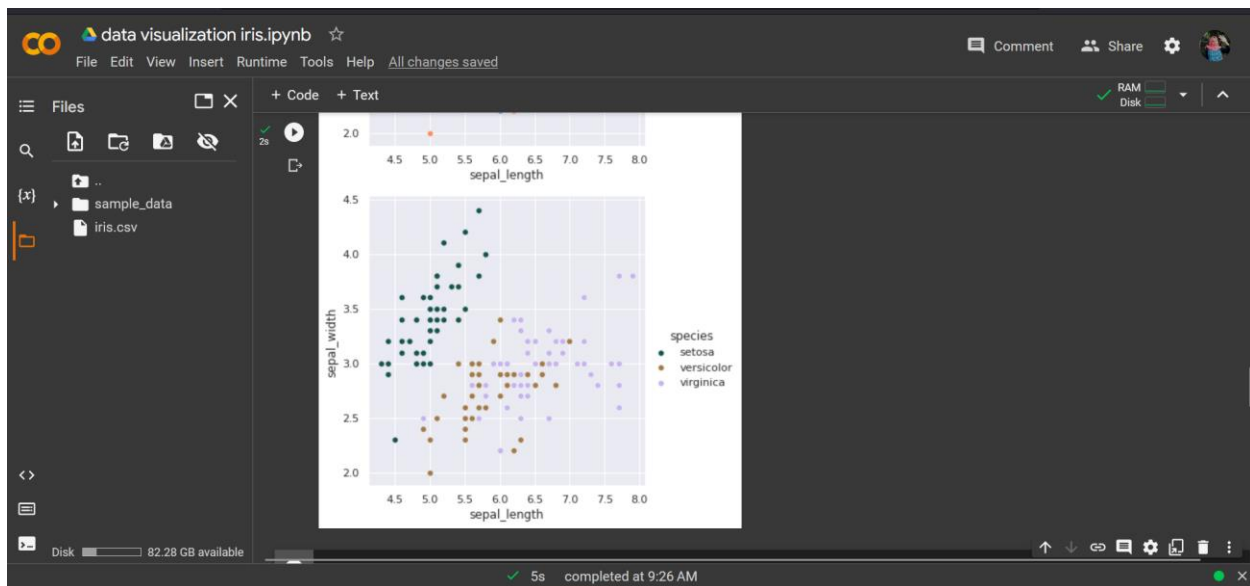 data visualization iris.ipynb
File Edit View Insert Runtime Tools Help All changes saved
Comment Share
Files
+ Code + Text
RAM
Disk
2s
{x}
..
sample_data
iris.csv
2.0
4.5 5.0 5.5 6.0 6.5 7.0 7.5 8.0
sepal_length
4.5
4.0
3.5
3.0
2.5
2.0
sepal_width
4.5 5.0 5.5 6.0 6.5 7.0 7.5 8.0
sepal_length
species
setosa
versicolor
virginica
Disk 82.28 GB available
5s completed at 9:26 AM